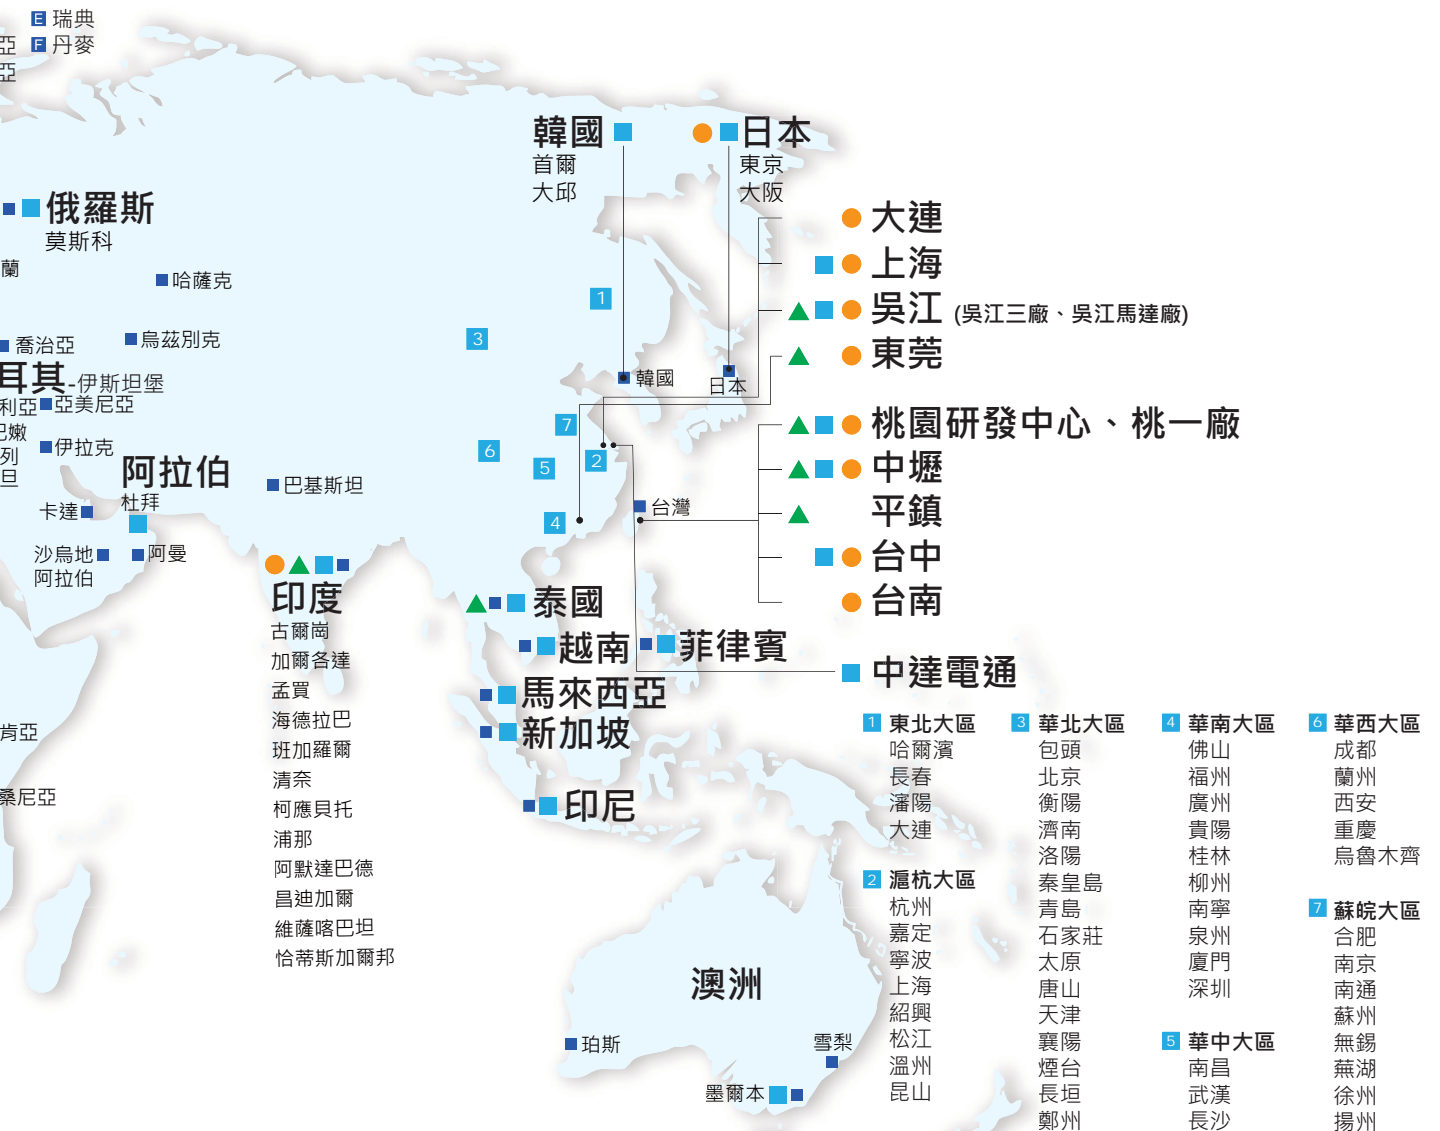 E 瑞典
亞
F 丹麥
亞
韓國
首爾
大邱
日本
東京
大阪
俄羅斯
莫斯科
蘭
哈薩克
烏茲別克
喬治亞
耳其-伊斯坦堡
利亞
亞美尼亞
巴嫩
伊拉克
列
旦
阿拉伯
杜拜
卡達
沙烏地
阿拉伯
阿曼
巴基斯坦
1
3
韓國
日本
7
6
5
2
4
台灣
大連
上海
吳江 (吳江三廠、吳江馬達廠)
東莞
桃園研發中心、桃一廠
中壢
平鎮
台中
台南
中達電通
印度
古爾崗
加爾各達
孟買
海德拉巴
班加羅爾
清奈
柯應貝托
浦那
阿默達巴德
昌迪加爾
維薩喀巴坦
恰蒂斯加爾邦
泰國
越南
菲律賓
馬來西亞
新加坡
印尼
肯亞
桑尼亞
澳洲
珀斯
雪梨
墨爾本
1 東北大區
哈爾濱
長春
瀋陽
大連
2 滬杭大區
杭州
嘉定
寧波
上海
紹興
松江
溫州
昆山
3 華北大區
包頭
北京
衡陽
濟南
洛陽
秦皇島
青島
石家莊
太原
唐山
天津
襄陽
煙台
長垣
鄭州
4 華南大區
佛山
福州
廣州
貴陽
桂林
柳州
南寧
泉州
廈門
深圳
5 華中大區
南昌
武漢
長沙
6 華西大區
成都
蘭州
西安
重慶
烏魯木齊
7 蘇皖大區
合肥
南京
南通
蘇州
無錫
蕪湖
徐州
揚州